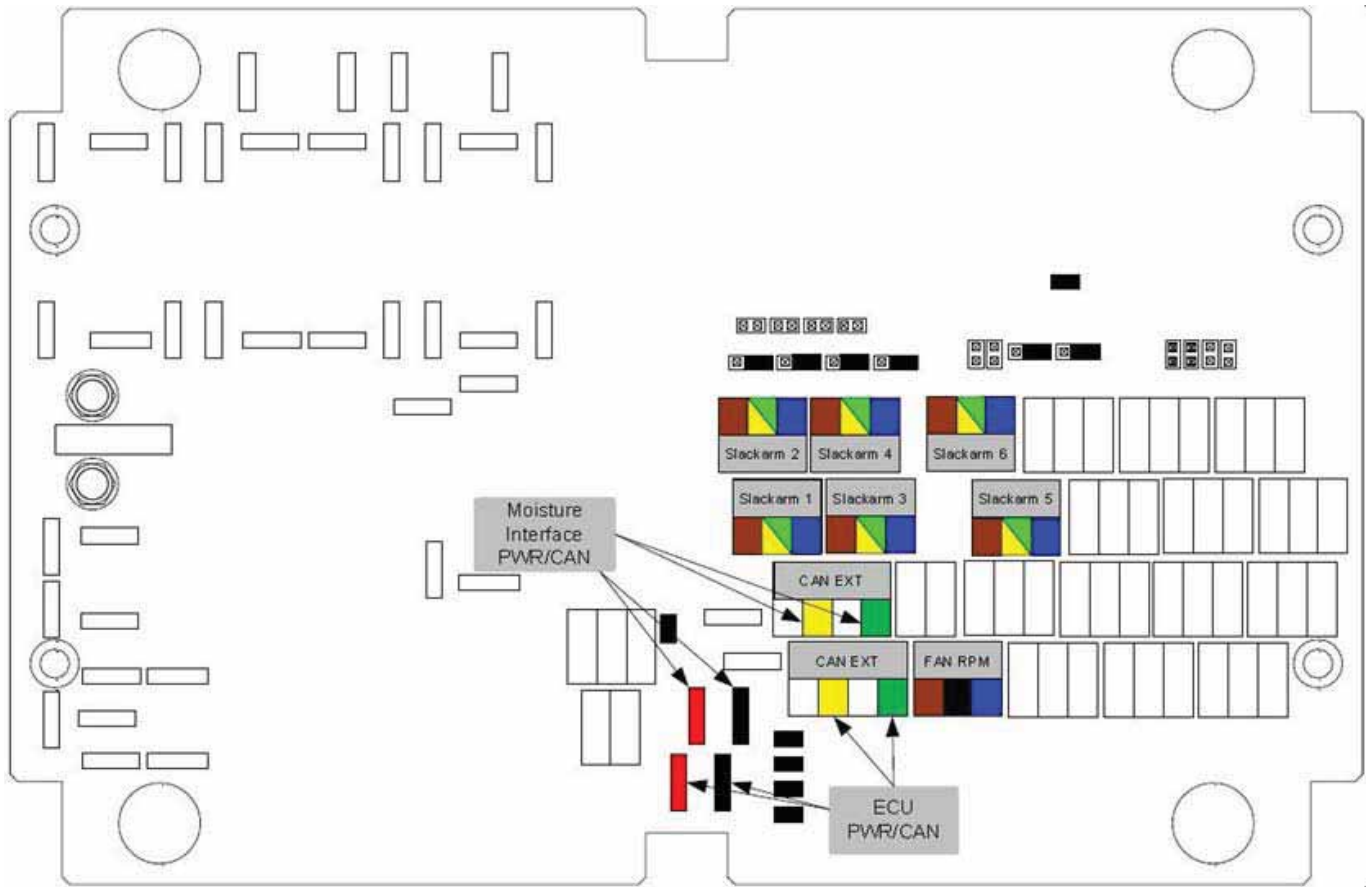 Slackarm 2
Slackarm 4
Slackarm 6
Slackarm 1
Slackarm 3
Slackarm 5
Moisture
Interface
PWR/CAN
CAN EXT
CAN EXT
FAN RPM
ECU
PWR/CAN